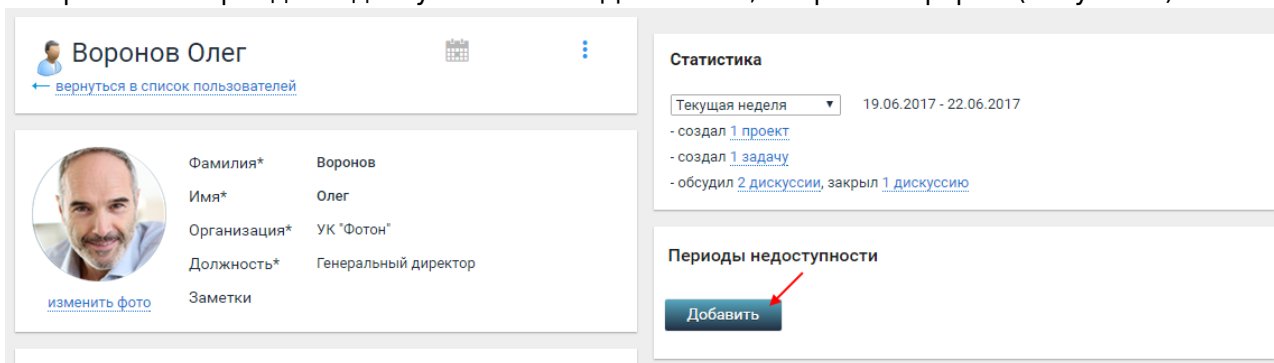 Воронов Олег
← вернуться в список пользователей
Фамилия* Воронов
Имя* Олег
Организация* УК "Фотон"
Должность* Генеральный директор
Заметки
изменить фото
Статистика
Текущая неделя ▼ 19.06.2017 - 22.06.2017
- создал 1 проект
- создал 1 задачу
- обсудил 2 дискуссии, закрыл 1 дискуссию
Периоды недоступности
Добавить